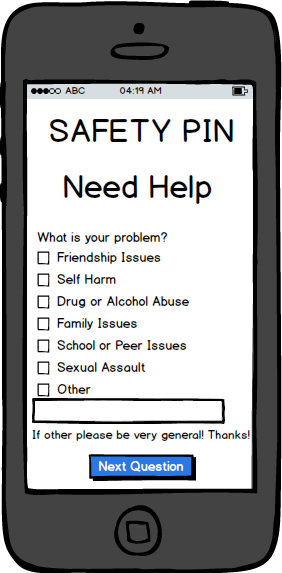 ABC 04:19 AM
SAFETY PIN
Need Help
What is your problem?
Friendship Issues
Self Harm
Drug or Alcohol Abuse
Family Issues
School or Peer Issues
Sexual Assault
Other
If other please be very general! Thanks!
Next Question